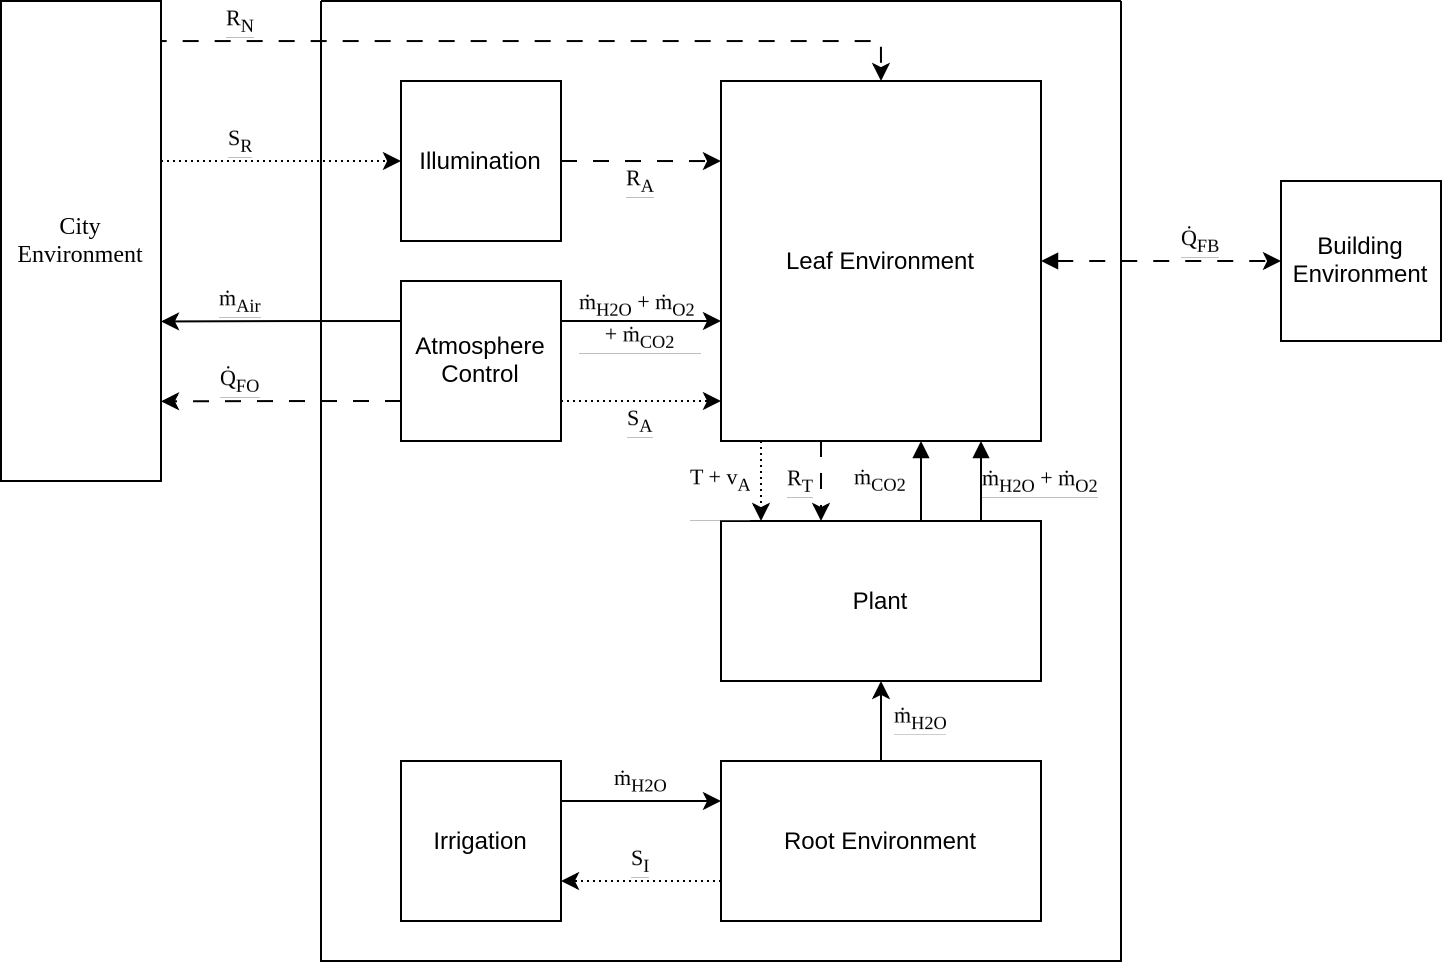 R_N
S_R
Illumination
R_A
City
Environment
Leaf Environment
Q̇_FB
Building
Environment
ṁ_Air
Q̇_FO
Atmosphere
Control
ṁ_H2O + ṁ_O2
+ ṁ_CO2
S_A
T + v_A
R_T
ṁ_CO2
ṁ_H2O + ṁ_O2
Plant
ṁ_H2O
Irrigation
ṁ_H2O
S_I
Root Environment